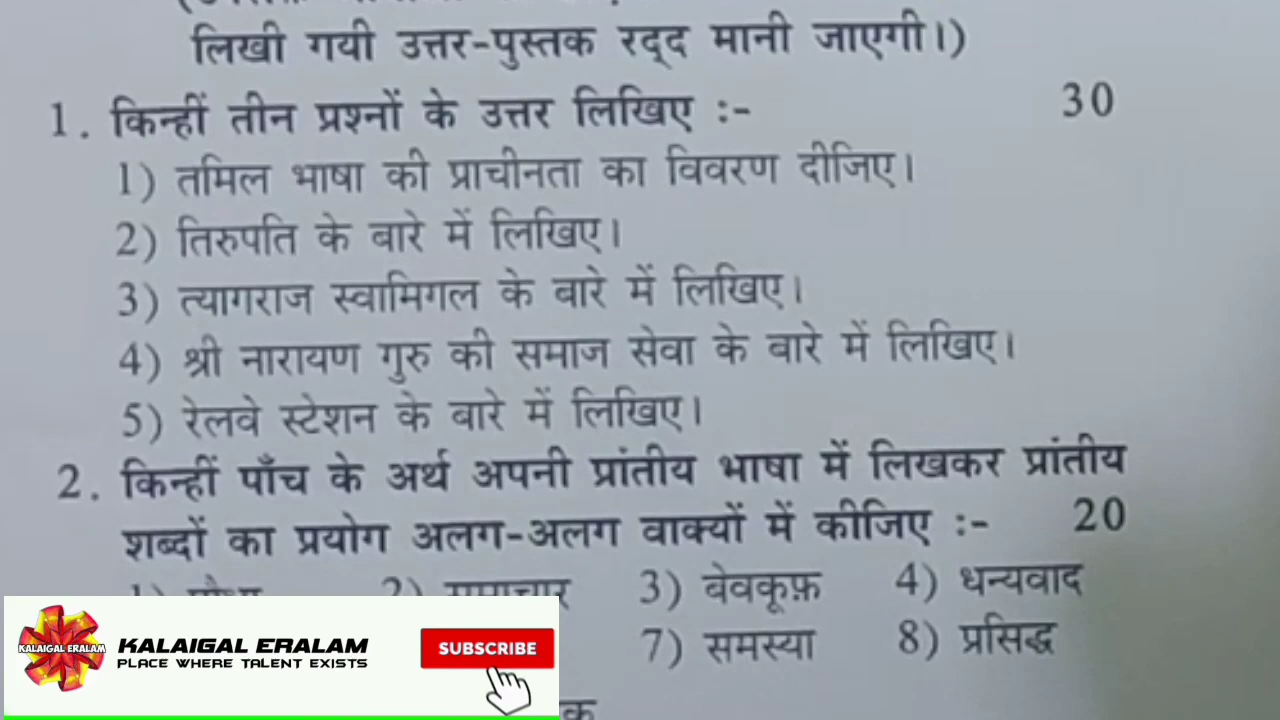 लिखी गयी उत्तर-पुस्तक रद्द मानी जाएगी।)
1. किन्हीं तीन प्रश्नों के उत्तर लिखिए :- 30
1) तमिल भाषा की प्राचीनता का विवरण दीजिए।
2) तिरुपति के बारे में लिखिए।
3) त्यागराज स्वामिगल के बारे में लिखिए।
4) श्री नारायण गुरु की समाज सेवा के बारे में लिखिए।
5) रेलवे स्टेशन के बारे में लिखिए।
2. किन्हीं पाँच के अर्थ अपनी प्रांतीय भाषा में लिखकर प्रांतीय
शब्दों का प्रयोग अलग-अलग वाक्यों में कीजिए :- 20
2) समाचार 3) बेवकूफ़ 4) धन्यवाद
7) समस्या 8) प्रसिद्ध
KALAIGAL ERALAM
KALAIGAL ERALAM
PLACE WHERE TALENT EXISTS
SUBSCRIBE